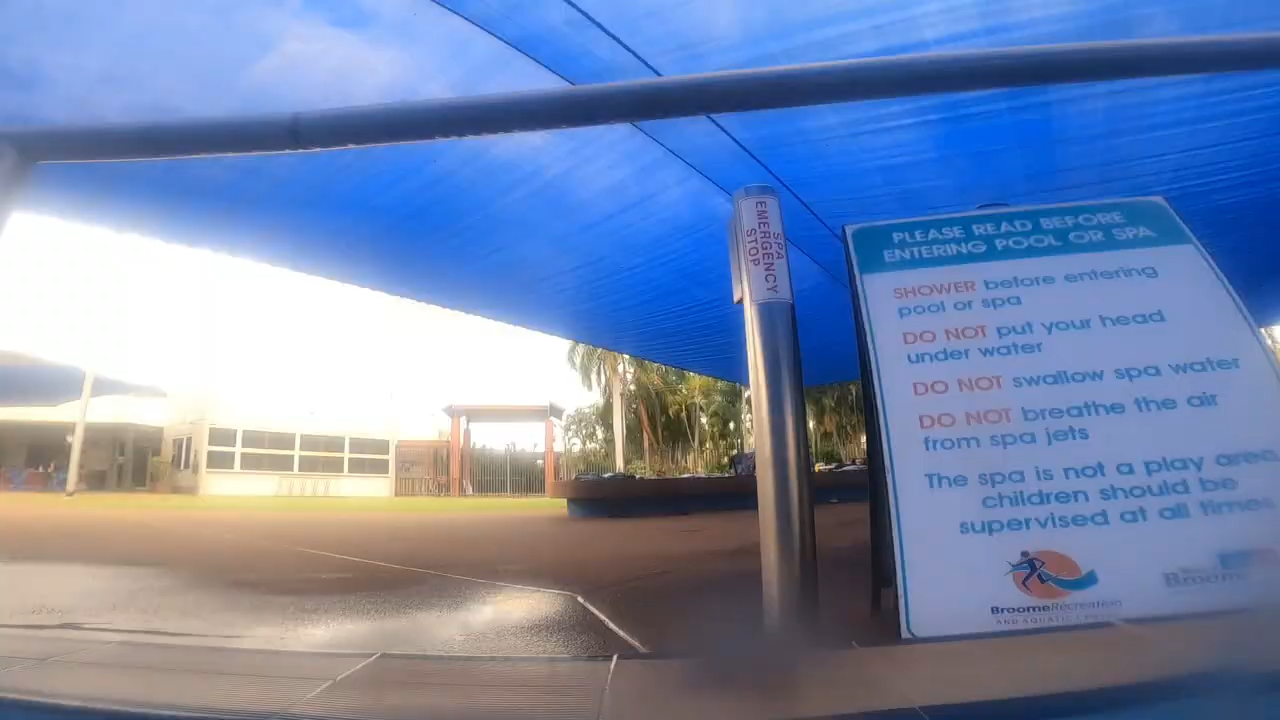 SPA
EMERGENCY
STOP
PLEASE READ BEFORE
ENTERING POOL OR SPA
SHOWER before entering
pool or spa
DO NOT put your head
under water
DO NOT swallow spa water
DO NOT breathe the air
from spa jets
The spa is not a play area
children should be
supervised at all times
BroomeRecreation
AND AQUATIC
Broome